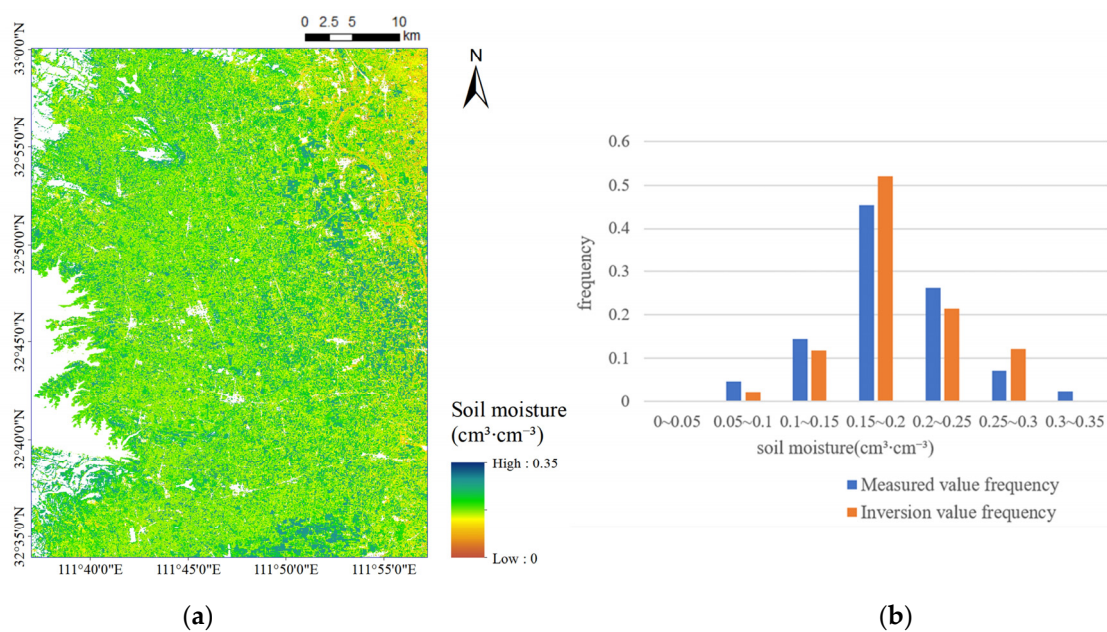 0 2.5 5 10
km
N
33°0'0"N
32°55'0"N
32°50'0"N
32°45'0"N
32°40'0"N
32°35'0"N
111°40'0"E 111°45'0"E 111°50'0"E 111°55'0"E
Soil moisture
(cm³·cm⁻³)
High : 0.35
Low : 0
(a)
0.6
0.5
0.4
0.3
0.2
0.1
0
frequency
0~0.05 0.05~0.1 0.1~0.15 0.15~0.2 0.2~0.25 0.25~0.3 0.3~0.35
soil moisture(cm³·cm⁻³)
Measured value frequency
Inversion value frequency
(b)